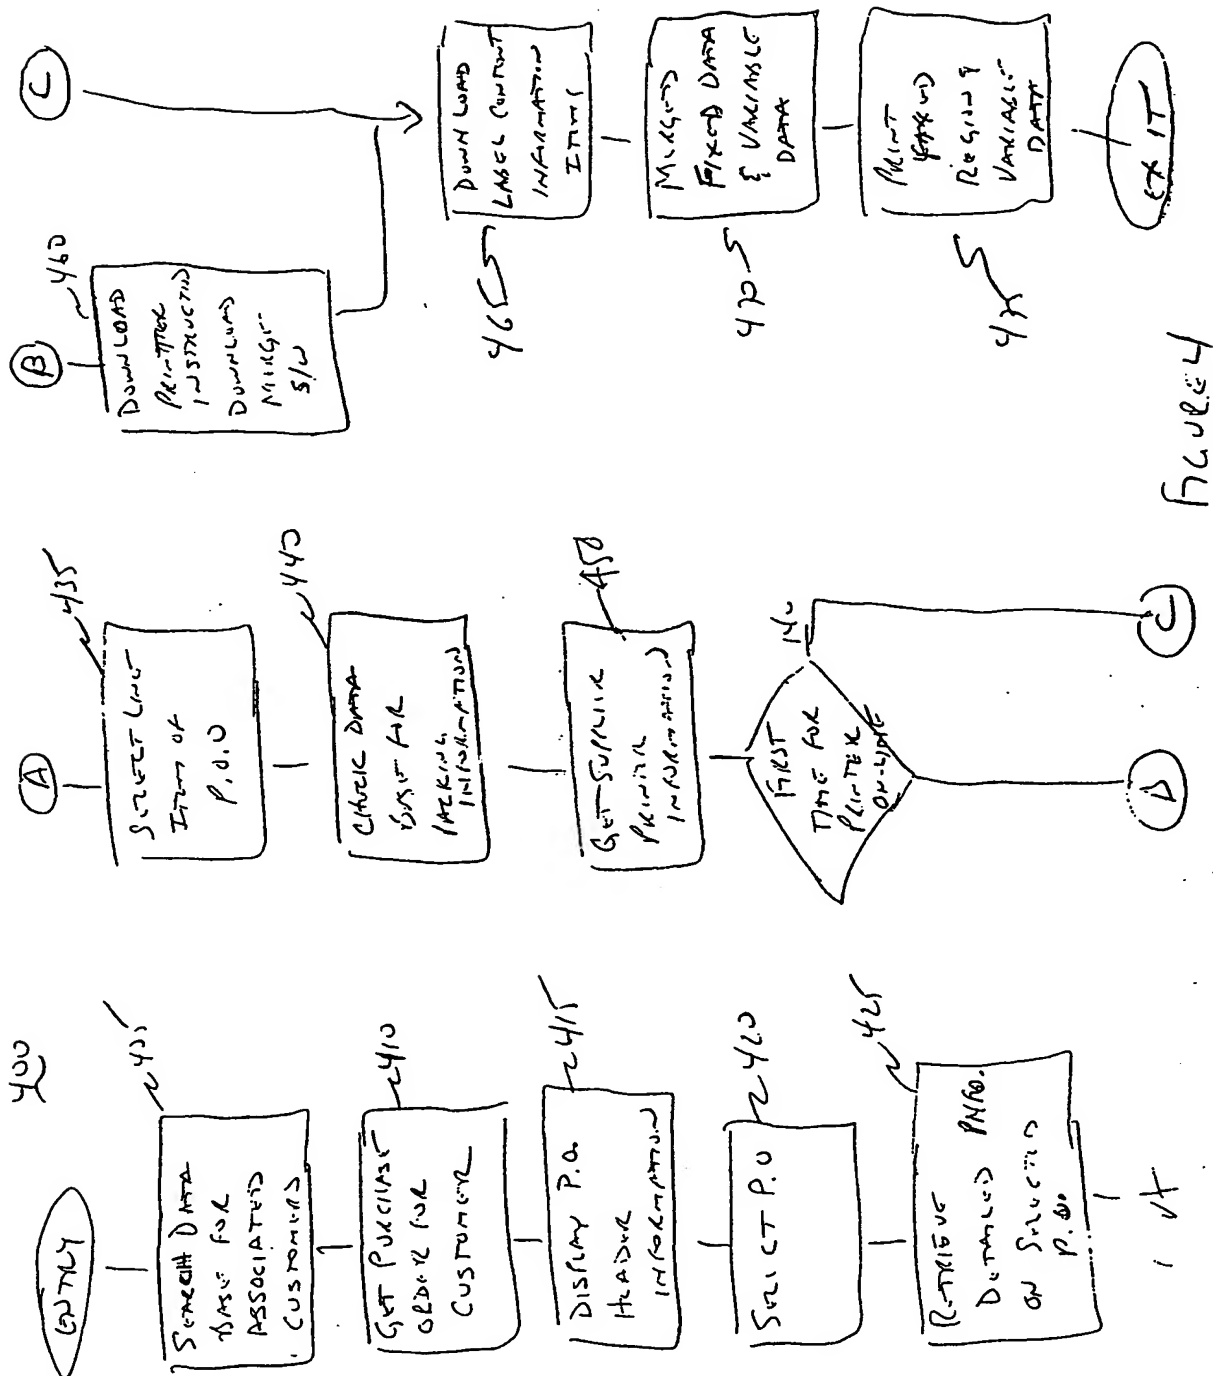 400
ENTRY
SEARCH DATA
BASE FOR
ASSOCIATED
CUSTOMERS
405
GET PURCHASE
ORDER FOR
CUSTOMER
410
DISPLAY P.O.
HEADER
INFORMATION
415
SELECT P.O
420
RETRIEVE
DETAILED INFO.
ON SELECTED
P.O.
425
A
A
SELECT LINE
ITEM OF
P.O.
435
CHECK DATA
BASE FOR
PACKING
INFORMATION
440
GET SUPPLIER
PRINTER
INFORMATION
450
FIRST
TIME FOR
PRINTER
ON-LINE
NO
C
B
B
DOWNLOAD
PRINTER
INSTRUCTION
DOWNLOAD
MERGE
S/W
460
C
DOWN LOAD
LABEL CONTENT
INFORMATION
ITEMS
465
MERGED
FIXED DATA
& VARIABLE
DATA
470
PRINT
FIXED
REGION &
VARIABLE
DATA
475
EXIT
FIGURE 4